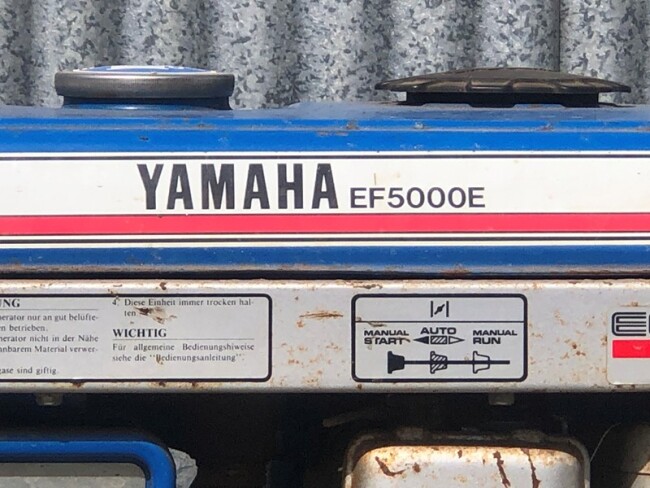 YAMAHA EF5000E
UNG
nerator nur an gut belüfte-
n betreiben.
nerator nicht in der Nähe
nnbarem Material verwer-
gase sind giftig.
4. Diese Einheit immer trocken hal-
ten
WICHTIG
Für allgemeine Bedienungshiweise
siehe die "Bedienungsanleitung".
MANUAL START AUTO MANUAL RUN